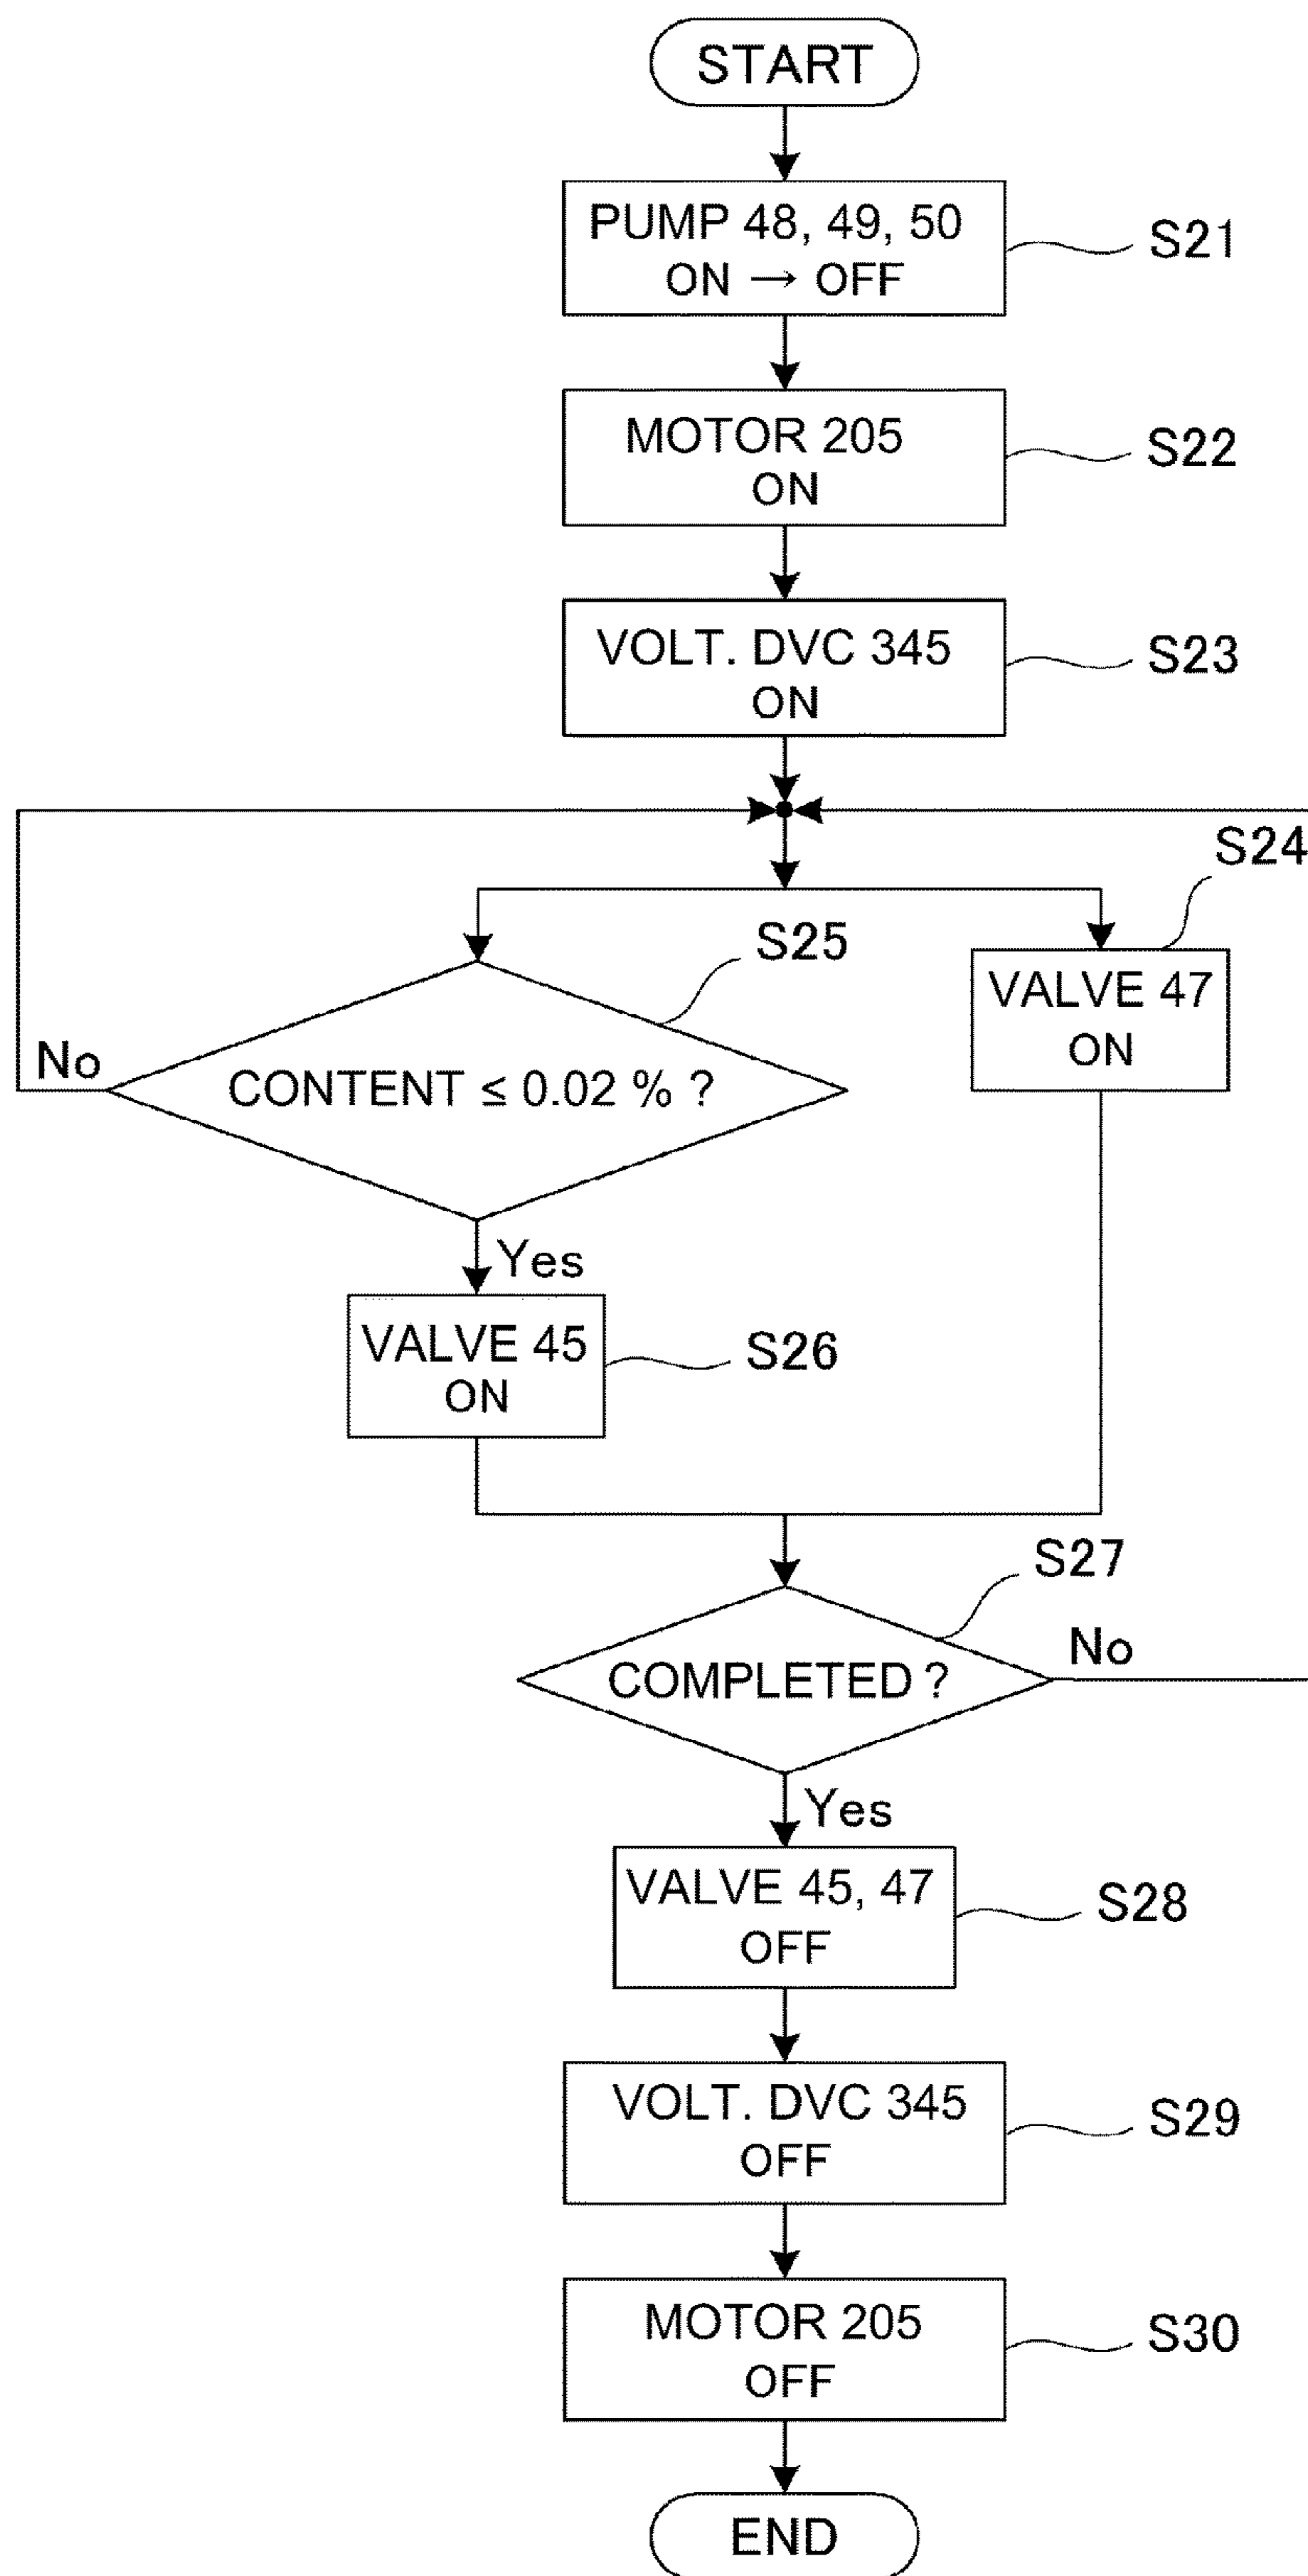 START
PUMP 48, 49, 50
ON → OFF
S21
MOTOR 205
ON
S22
VOLT. DVC 345
ON
S23
S24
VALVE 47
ON
S25
CONTENT ≤ 0.02 % ?
No
Yes
VALVE 45
ON
S26
S27
COMPLETED ?
No
Yes
VALVE 45, 47
OFF
S28
VOLT. DVC 345
OFF
S29
MOTOR 205
OFF
S30
END